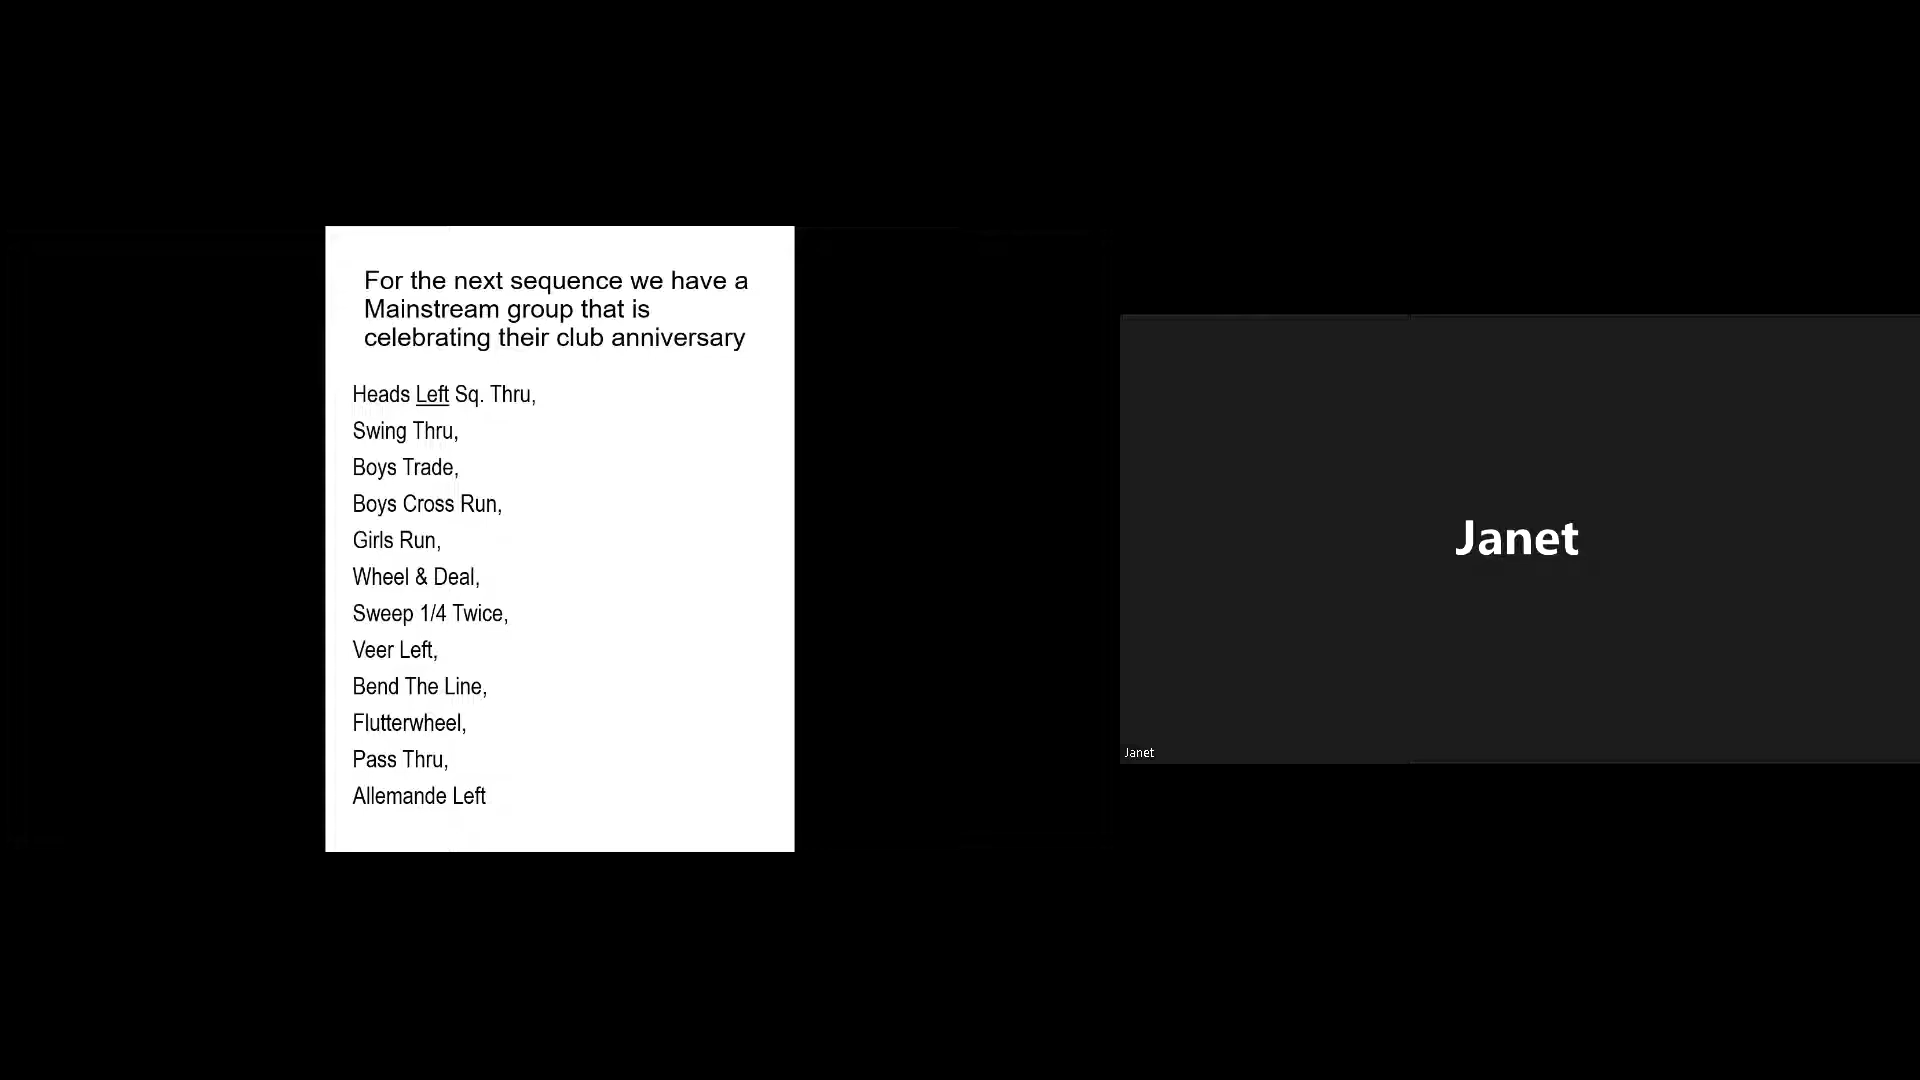 For the next sequence we have a
Mainstream group that is
celebrating their club anniversary
Heads Left Sq. Thru,
Swing Thru,
Boys Trade,
Boys Cross Run,
Girls Run,
Wheel & Deal,
Sweep 1/4 Twice,
Veer Left,
Bend The Line,
Flutterwheel,
Pass Thru,
Allemande Left
Janet
Janet